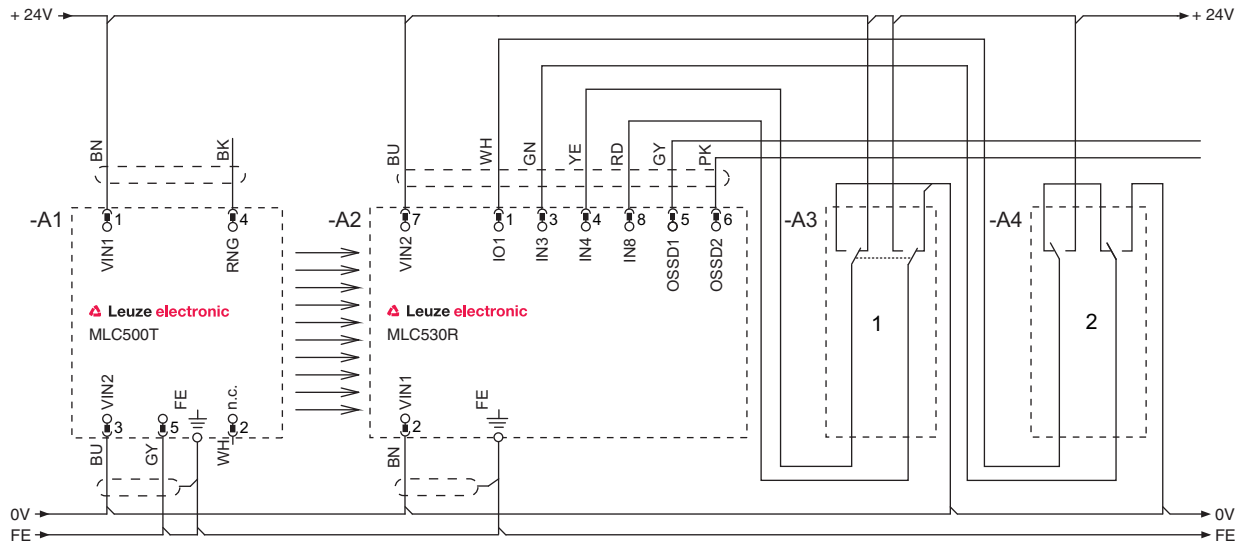 + 24V
+ 24V
BN
BK
BU
WH
GN
YE
RD
GY
PK
-A1
1
4
-A2
7
1
3
4
8
5
6
-A3
-A4
VIN1
RNG
VIN2
IO1
IN3
IN4
IN8
OSSD1
OSSD2
Leuze electronic
MLC500T
Leuze electronic
MLC530R
1
2
VIN2
FE
n.c.
VIN1
FE
3
5
2
2
BU
GY
WH
BN
0V
0V
FE
FE